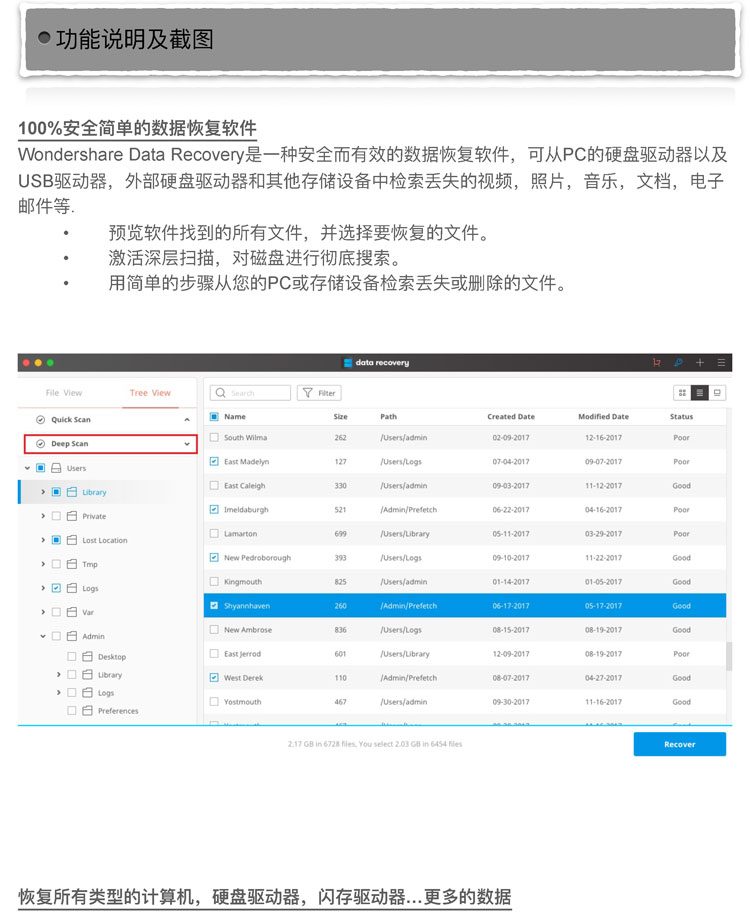 功能说明及截图
100%安全简单的数据恢复软件
Wondershare Data Recovery是一种安全而有效的数据恢复软件，可从PC的硬盘驱动器以及
USB驱动器，外部硬盘驱动器和其他存储设备中检索丢失的视频，照片，音乐，文档，电子
邮件等.
• 预览软件找到的所有文件，并选择要恢复的文件。
• 激活深层扫描，对磁盘进行彻底搜索。
• 用简单的步骤从您的PC或存储设备检索丢失或删除的文件。
data recovery
File View Tree View
Search Filter
Quick Scan
Deep Scan
Users
Library
Private
Lost Location
Tmp
Logs
Var
Admin
Desktop
Library
Logs
Preferences
Name Size Path Created Date Modified Date Status
South Wilma 262 /Users/admin 02-09-2017 12-16-2017 Poor
East Madelyn 127 /Users/Logs 07-04-2017 09-07-2017 Poor
East Caleigh 330 /Users/admin 09-03-2017 11-12-2017 Good
Imeldaburgh 521 /Admin/Prefetch 06-22-2017 04-16-2017 Poor
Lamarton 699 /Users/Library 05-11-2017 03-29-2017 Poor
New Pedroborough 393 /Users/Logs 09-10-2017 11-22-2017 Good
Kingmouth 825 /Users/admin 01-14-2017 01-05-2017 Good
Shyannhaven 260 /Admin/Prefetch 06-17-2017 05-17-2017 Good
New Ambrose 836 /Users/Logs 08-15-2017 08-19-2017 Good
East Jerrod 601 /Users/Library 12-09-2017 08-19-2017 Poor
West Derek 110 /Admin/Prefetch 08-07-2017 04-27-2017 Good
Yostmouth 467 /Users/admin 09-30-2017 11-16-2017 Good
2.17 GB in 6728 files, You select 2.03 GB in 6454 files
Recover
恢复所有类型的计算机，硬盘驱动器，闪存驱动器...更多的数据